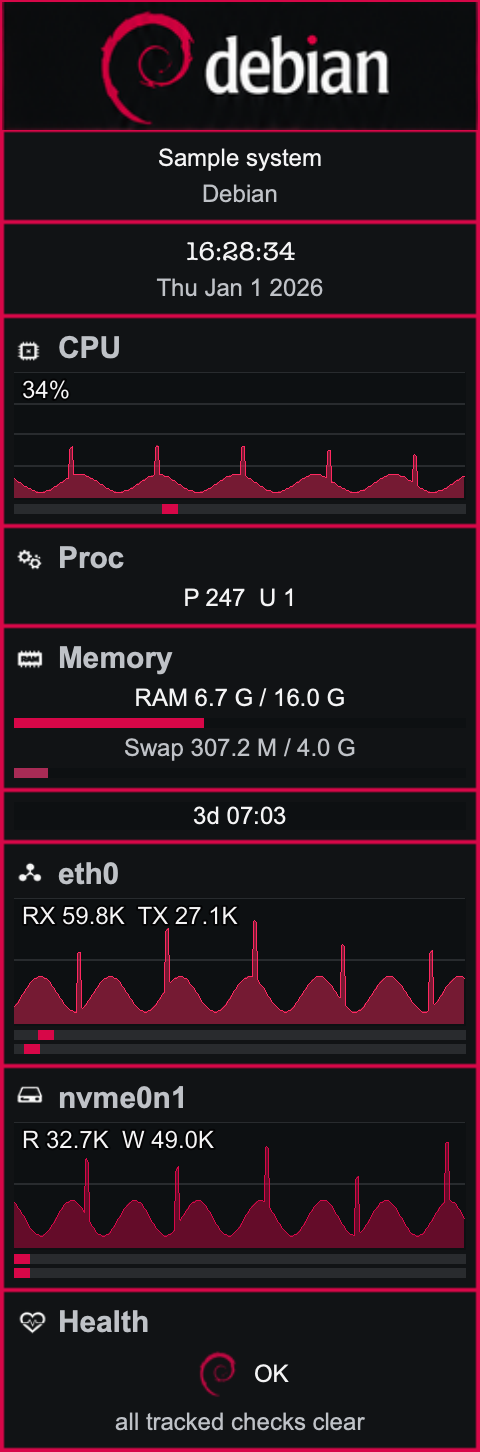 debian
Sample system
Debian
16:28:34
Thu Jan 1 2026
CPU
34%
Proc
P 247 U 1
Memory
RAM 6.7 G / 16.0 G
Swap 307.2 M / 4.0 G
3d 07:03
eth0
RX 59.8K TX 27.1K
nvme0n1
R 32.7K W 49.0K
Health
OK
all tracked checks clear